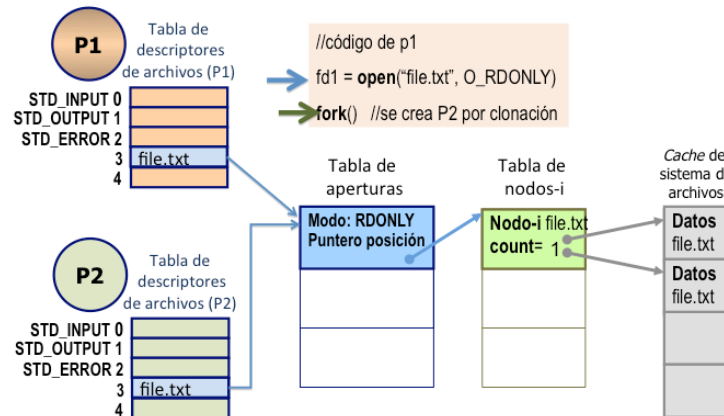 P1
Tabla de
descriptores
de archivos (P1)
STD_INPUT 0
STD_OUTPUT 1
STD_ERROR 2
3 file.txt
4
//código de p1
fd1 = open(“file.txt”, O_RDONLY)
fork() //se crea P2 por clonación
Tabla de
aperturas
Modo: RDONLY
Puntero posición
Tabla de
nodos-i
Nodo-i file.txt
count= 1
Cache de
sistema d
archivos
Datos
file.txt
Datos
file.txt
P2
Tabla de
descriptores
de archivos (P2)
STD_INPUT 0
STD_OUTPUT 1
STD_ERROR 2
3 file.txt
4